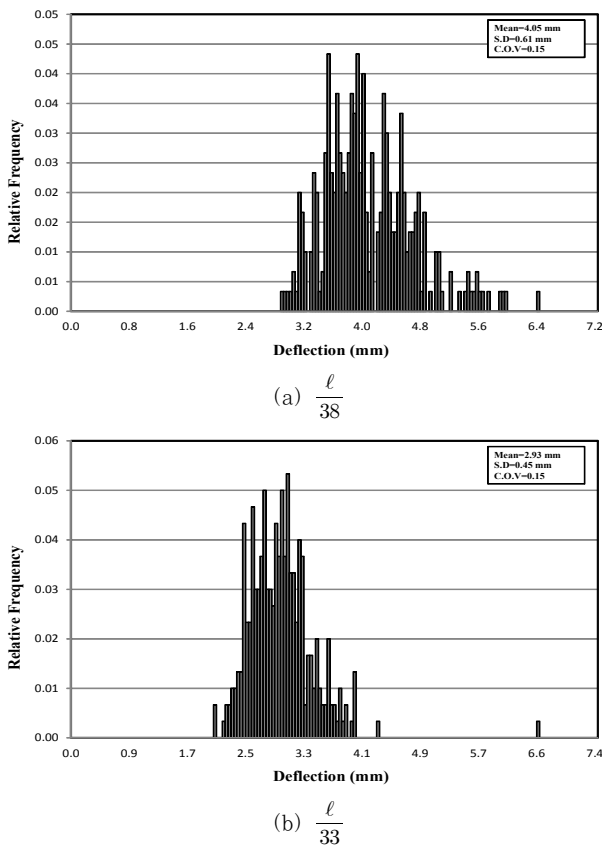 0.05
Mean=4.05 mm
S.D=0.61 mm
C.O.V=0.15
0.05
0.04
0.04
0.03
0.03
0.02
0.02
0.01
0.01
0.00
Relative Frequency
0.0 0.8 1.6 2.4 3.2 4.0 4.8 5.6 6.4 7.2
Deflection (mm)
(a) ℓ/38
0.06
Mean=2.93 mm
S.D=0.45 mm
C.O.V=0.15
0.05
0.04
0.03
0.02
0.01
0.00
Relative Frequency
0.0 0.9 1.7 2.5 3.3 4.1 4.9 5.7 6.6 7.4
Deflection (mm)
(b) ℓ/33